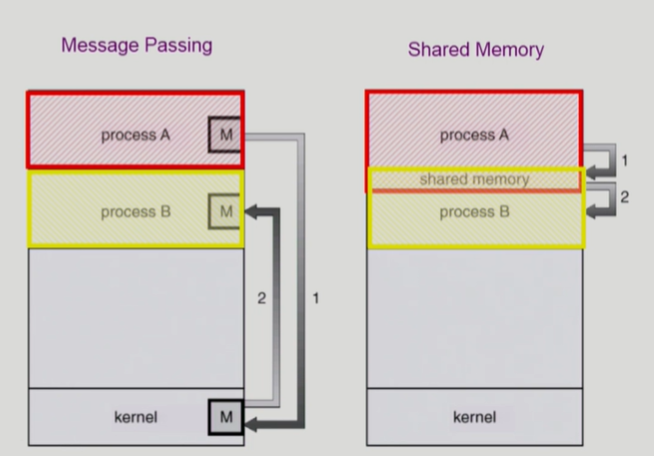 Message Passing
process A
M
process B
M
2
1
kernel
M
Shared Memory
process A
1
shared memory
2
process B
kernel